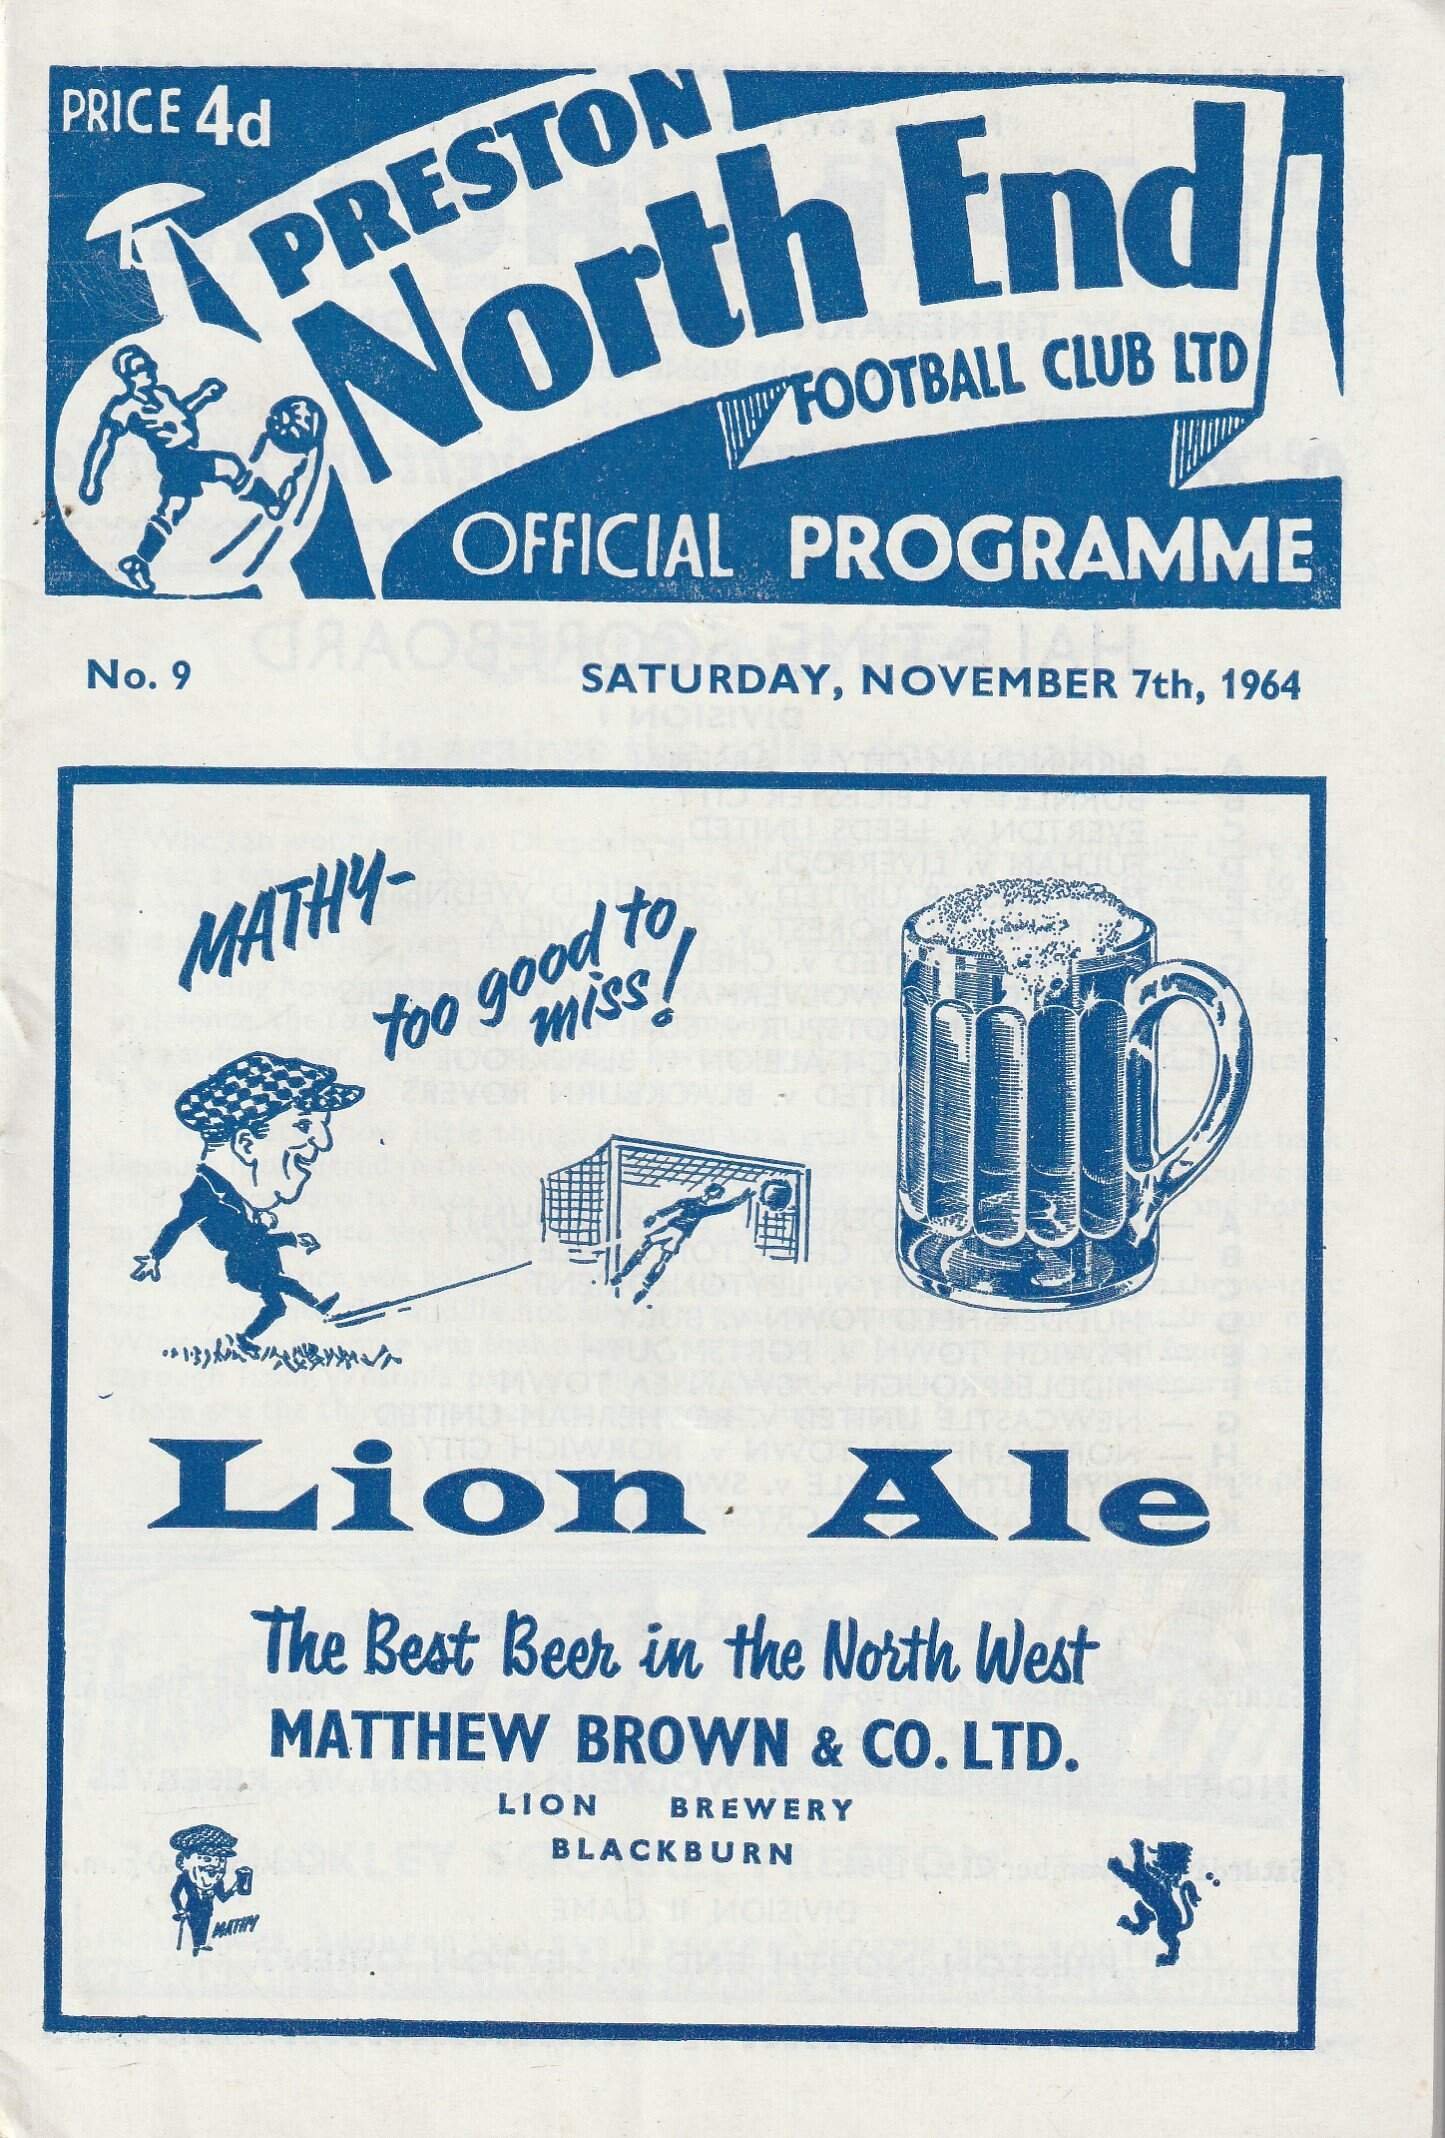 PRICE 4d
PRESTON
North End
FOOTBALL CLUB LTD
OFFICIAL PROGRAMME
No. 9
SATURDAY, NOVEMBER 7th, 1964
MATHY-
too good to
miss!
Lion Ale
The Best Beer in the North West
MATTHEW BROWN & CO. LTD.
LION BREWERY
BLACKBURN
MATHY